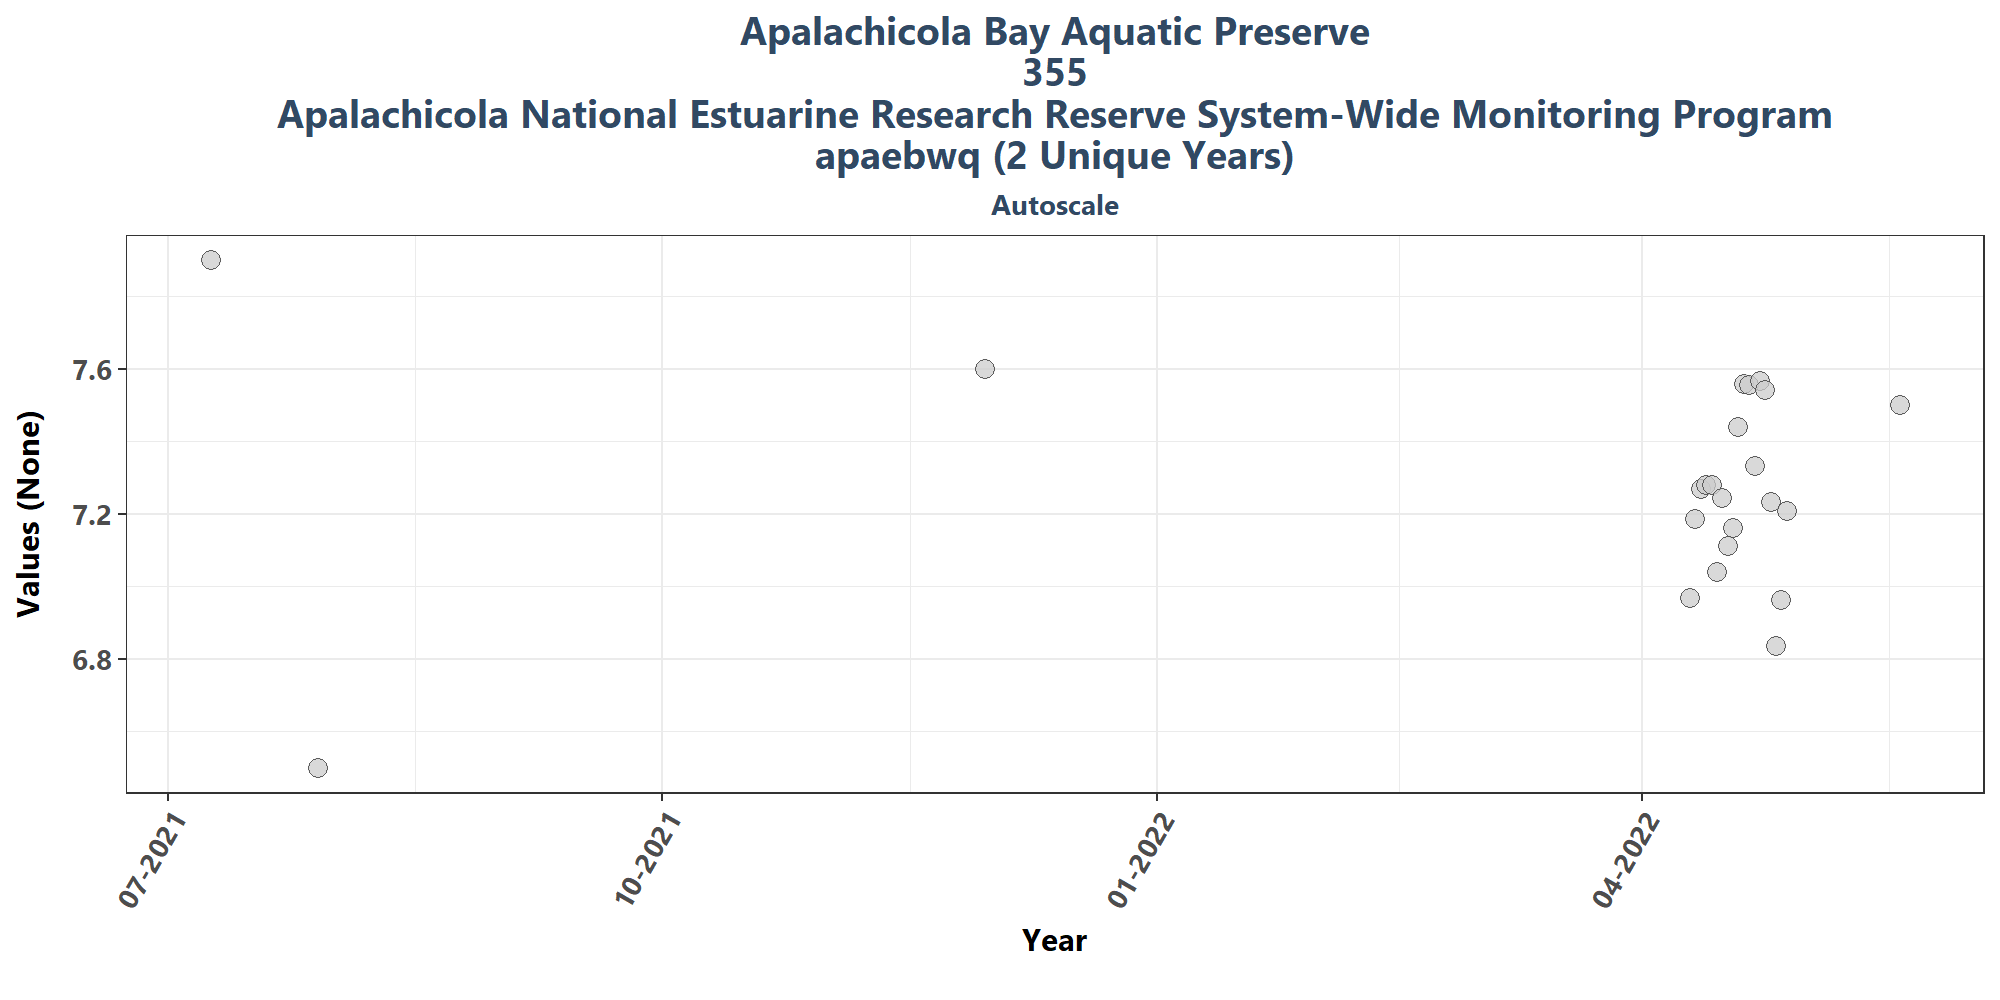 Apalachicola Bay Aquatic Preserve
355
Apalachicola National Estuarine Research Reserve System-Wide Monitoring Program
apaebwq (2 Unique Years)
Autoscale
Values (None)
7.6
7.2
6.8
07-2021
10-2021
01-2022
04-2022
Year